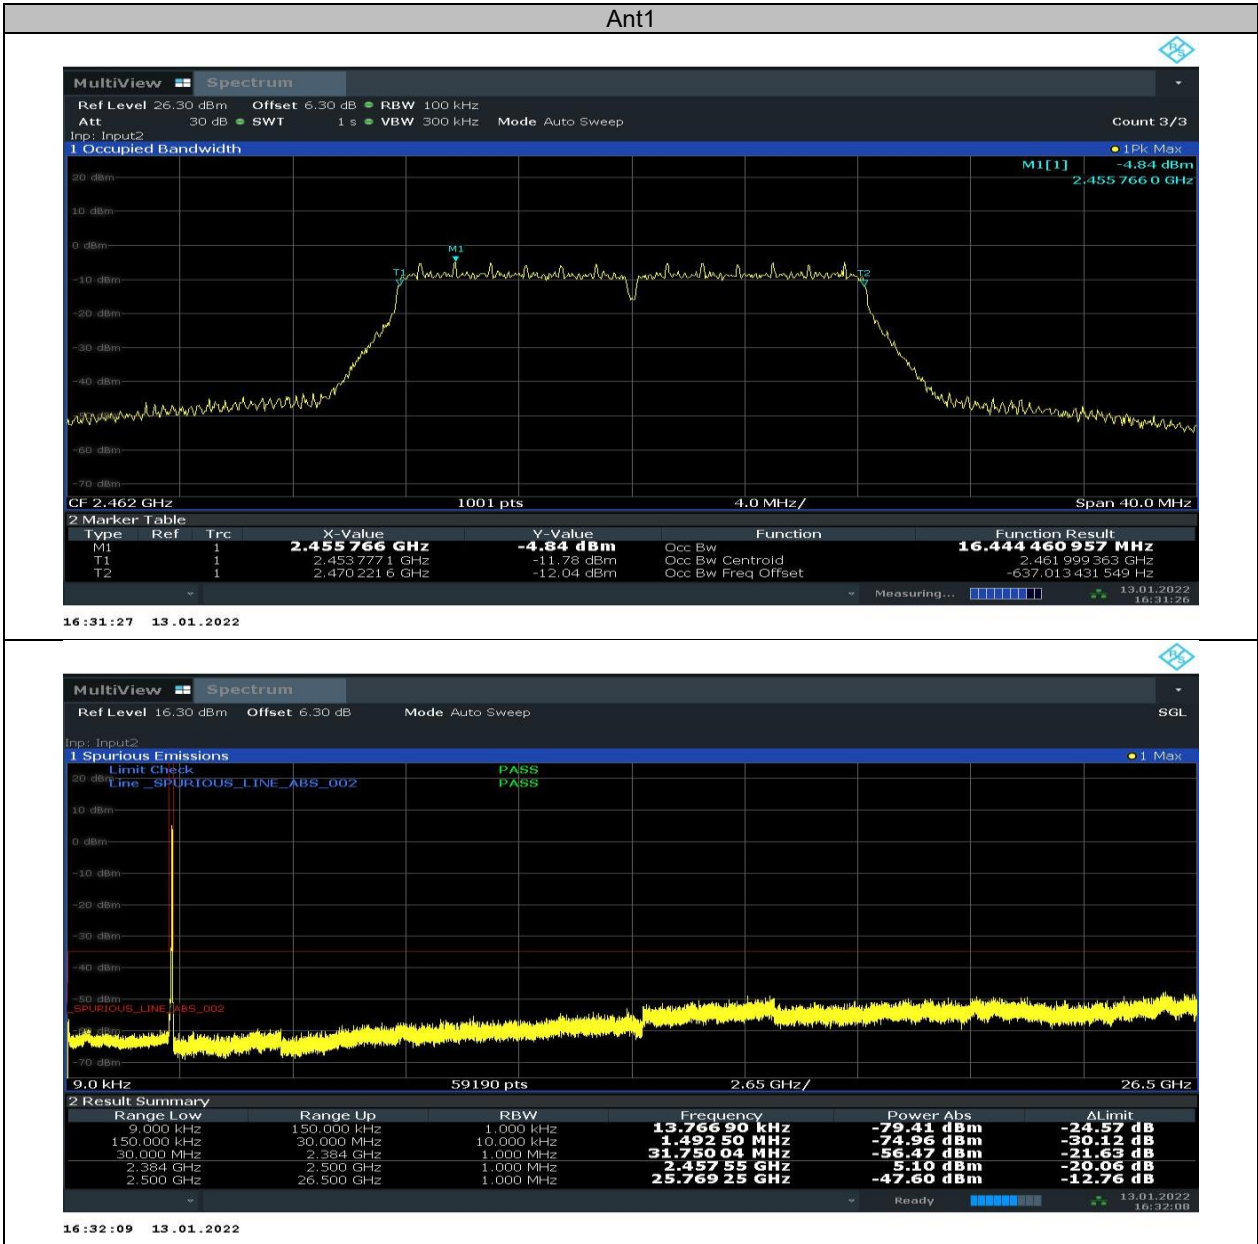 Ant1
R&S
MultiView Spectrum
Ref Level 26.30 dBm Offset 6.30 dB RBW 100 kHz
Att 30 dB SWT 1 s VBW 300 kHz Mode Auto Sweep Count 3/3
Inp: Input2
1 Occupied Bandwidth 1Pk Max
M1[1] -4.84 dBm
2.455 766 0 GHz
20 dBm
10 dBm
0 dBm
M1
T1 T2
-10 dBm
-20 dBm
-30 dBm
-40 dBm
-60 dBm
-70 dBm
CF 2.462 GHz 1001 pts 4.0 MHz/ Span 40.0 MHz
2 Marker Table
Type Ref Trc X-Value Y-Value Function Function Result
M1 1 2.455 766 GHz -4.84 dBm Occ Bw 16.444 460 957 MHz
T1 1 2.453 777 1 GHz -11.78 dBm Occ Bw Centroid 2.461 999 363 GHz
T2 1 2.470 221 6 GHz -12.04 dBm Occ Bw Freq Offset -637.013 431 549 Hz
Measuring... 13.01.2022
16:31:26
16:31:27 13.01.2022
R&S
MultiView Spectrum
Ref Level 16.30 dBm Offset 6.30 dB Mode Auto Sweep SGL
Inp: Input2
1 Spurious Emissions 1 Max
Limit Check PASS
20 dBm
Line _SPURIOUS_LINE_ABS_002 PASS
10 dBm
0 dBm
-10 dBm
-20 dBm
-30 dBm
-40 dBm
-50 dBm
_SPURIOUS_LINE_ABS_002
-70 dBm
9.0 kHz 59190 pts 2.65 GHz/ 26.5 GHz
2 Result Summary
Range Low Range Up RBW Frequency Power Abs ΔLimit
9.000 kHz 150.000 kHz 1.000 kHz 13.766 90 kHz -79.41 dBm -24.57 dB
150.000 kHz 30.000 MHz 10.000 kHz 1.492 50 MHz -74.96 dBm -30.12 dB
30.000 MHz 2.384 GHz 1.000 MHz 31.750 04 MHz -56.47 dBm -21.63 dB
2.384 GHz 2.500 GHz 1.000 MHz 2.457 55 GHz 5.10 dBm -20.06 dB
2.500 GHz 26.500 GHz 1.000 MHz 25.769 25 GHz -47.60 dBm -12.76 dB
Ready 13.01.2022
16:32:08
16:32:09 13.01.2022